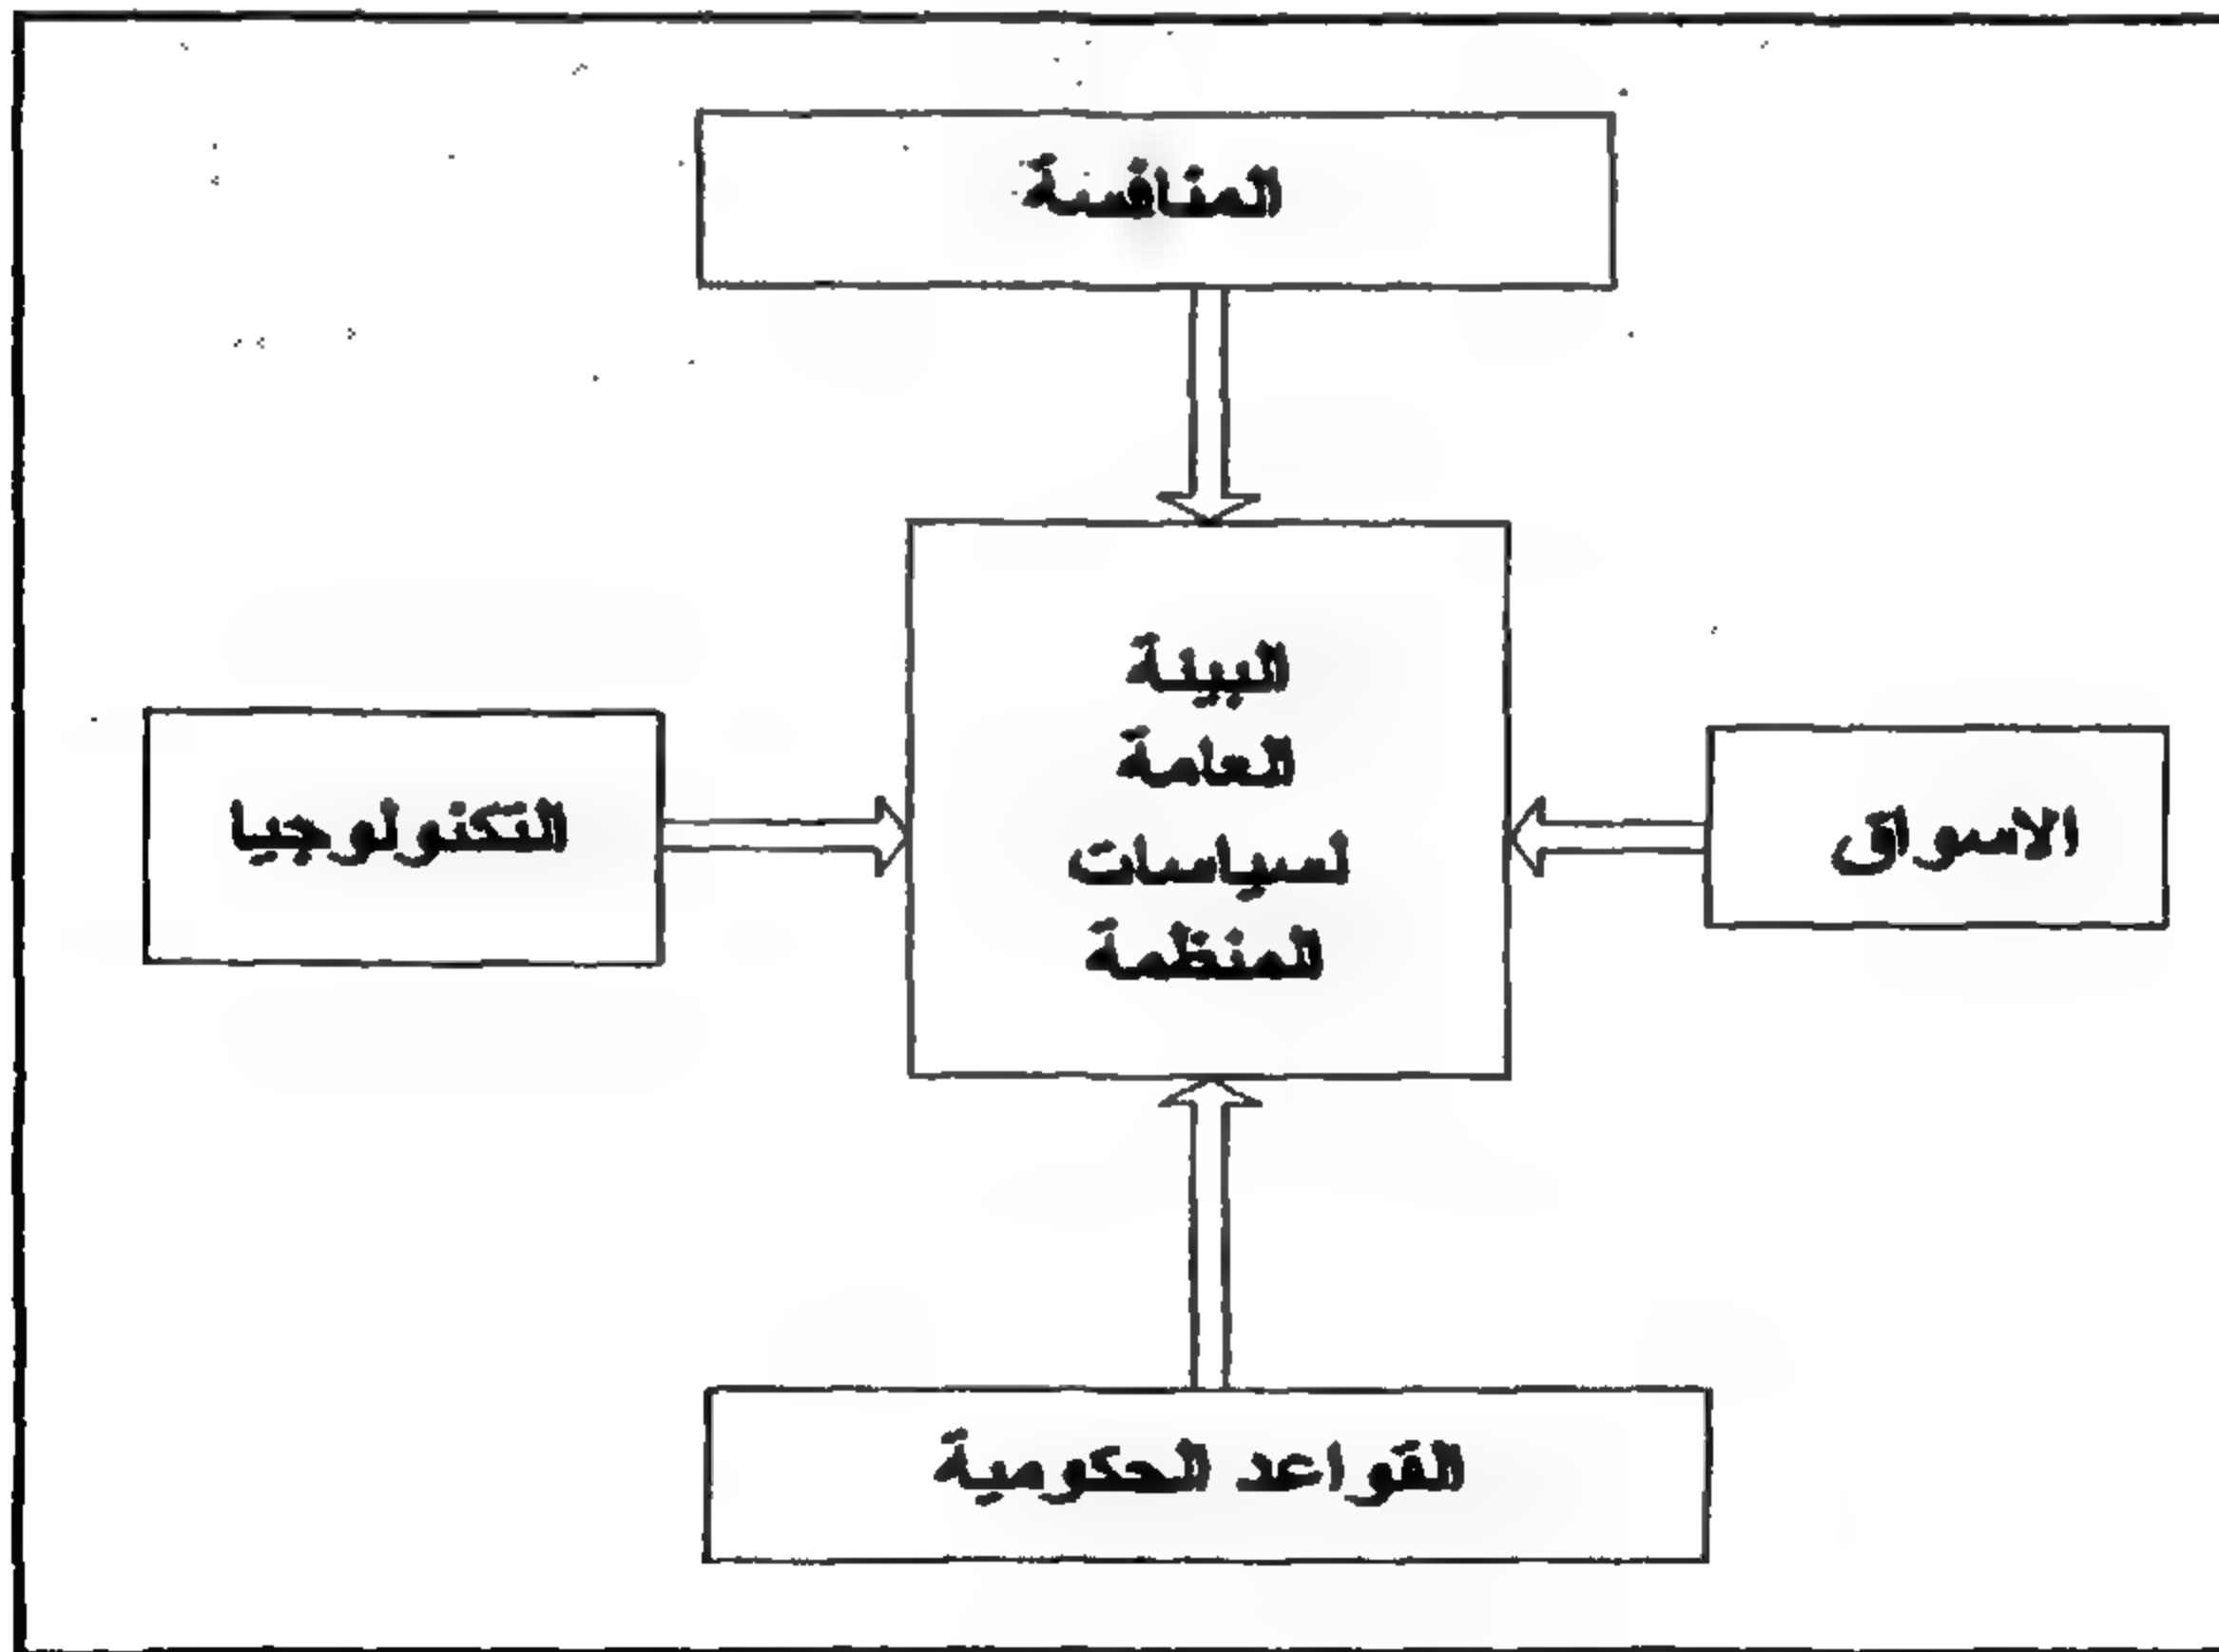 المنافسة
البيئة
العامة
لسياسات
المنظمة
الاسواق
التكنولوجيا
القواعد الحكومية